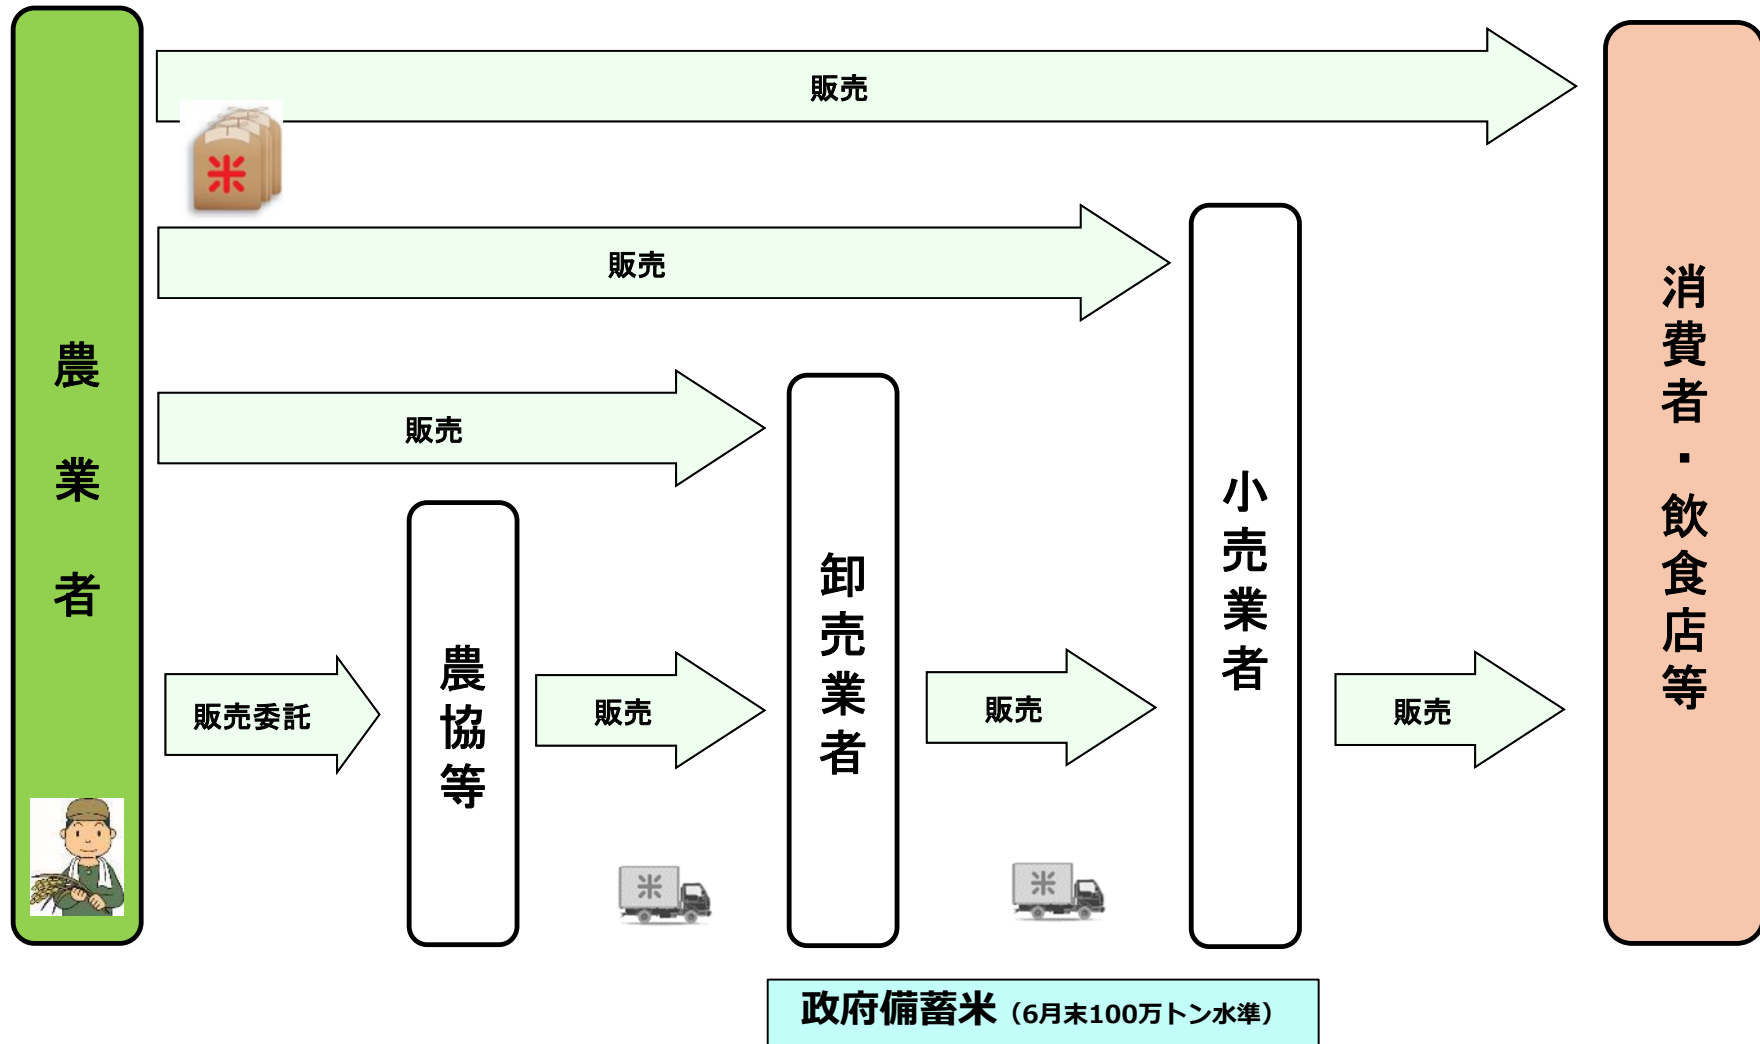 農業者
販売
米
販売
販売
販売委託
農協等
販売
卸売業者
販売
小売業者
販売
消費者・飲食店等
米
米
政府備蓄米（6月末100万トン水準）